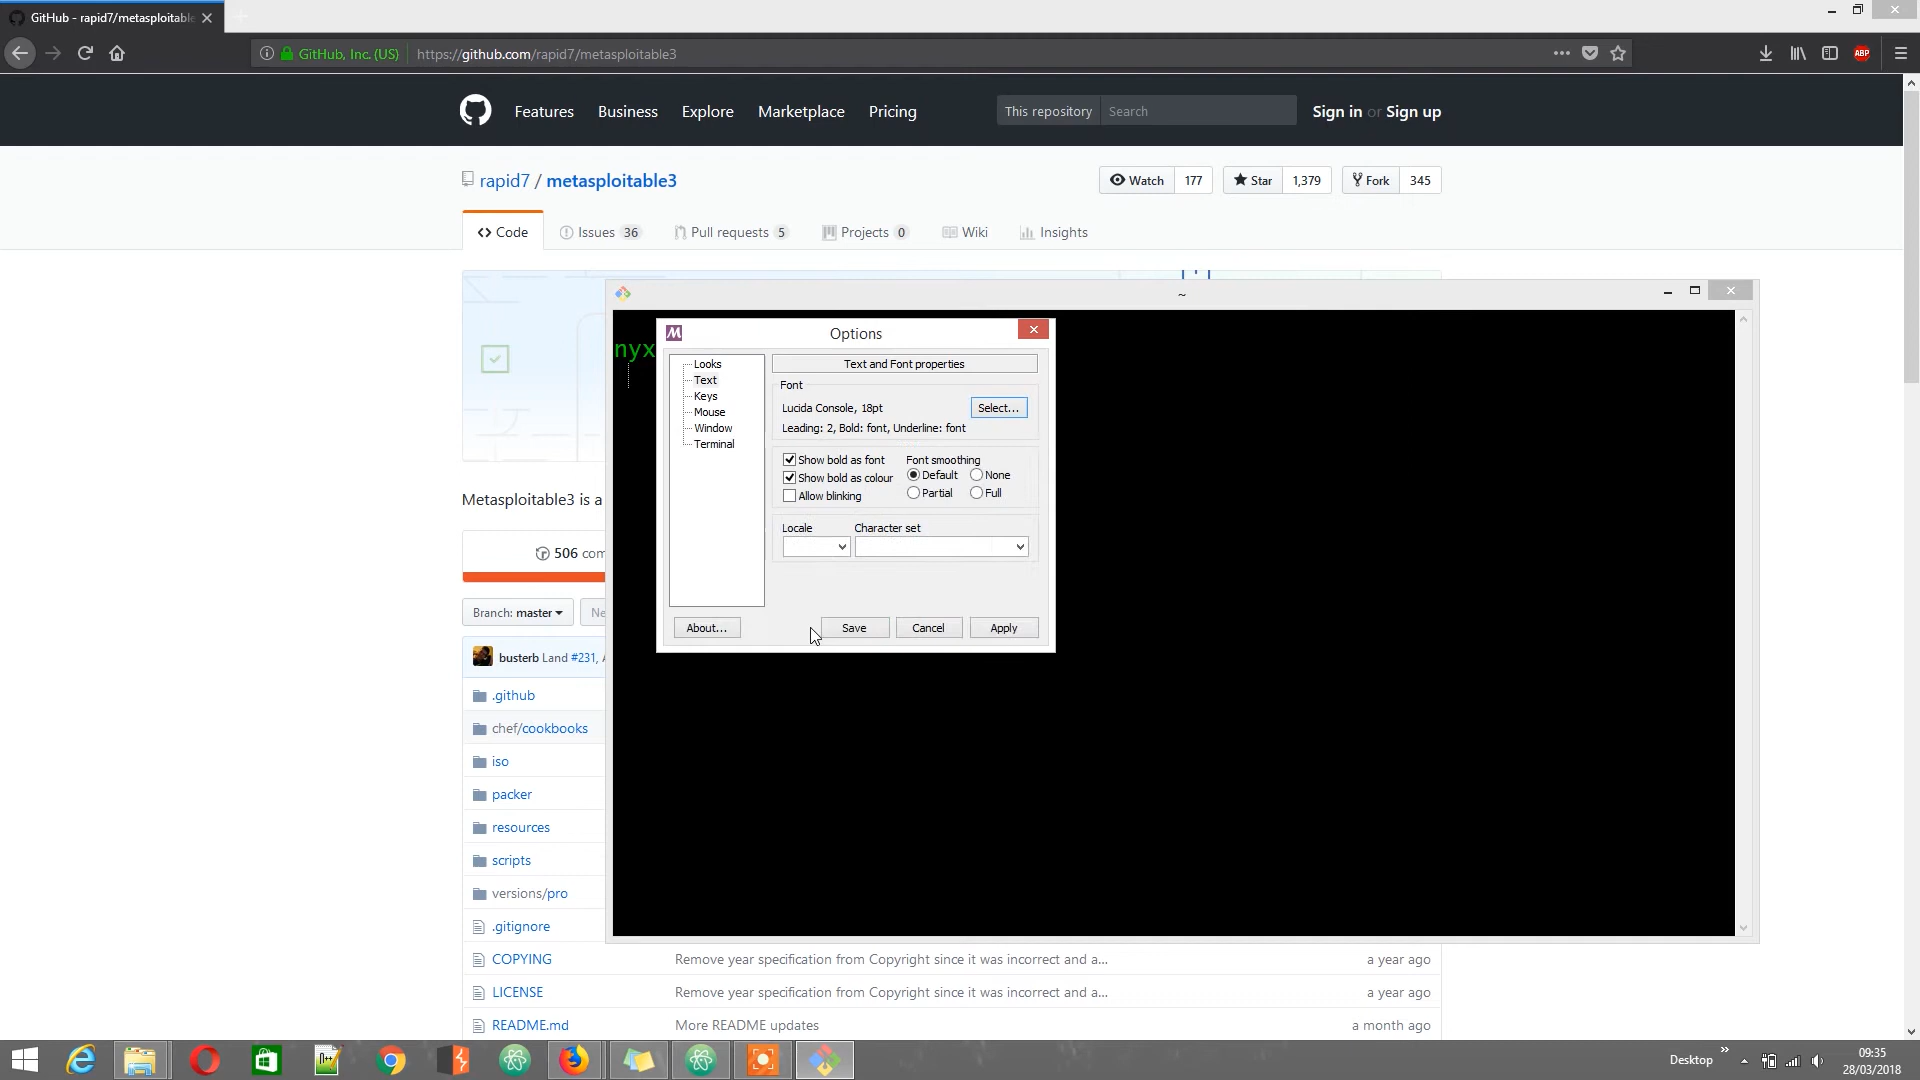 GitHub - rapid7/metasploitable
GitHub, Inc. (US) https://github.com/rapid7/metasploitable3
ABP
Features Business Explore Marketplace Pricing This repository Search Sign in or Sign up
rapid7 / metasploitable3
Watch 177 Star 1,379 Fork 345
Code Issues 36 Pull requests 5 Projects 0 Wiki Insights
~
Options
nyx
Looks
Text
Keys
Mouse
Window
Terminal
Text and Font properties
Font
Lucida Console, 18pt
Select...
Leading: 2, Bold: font, Underline: font
Show bold as font
Show bold as colour
Allow blinking
Font smoothing
Default None
Partial Full
Locale Character set
About... Save Cancel Apply
Metasploitable3 is a
506 com
Branch: master Ne
busterb Land #231, A
.github
chef/cookbooks
iso
packer
resources
scripts
versions/pro
.gitignore
COPYING Remove year specification from Copyright since it was incorrect and a... a year ago
LICENSE Remove year specification from Copyright since it was incorrect and a... a year ago
README.md More README updates a month ago
Desktop
09:35
28/03/2018